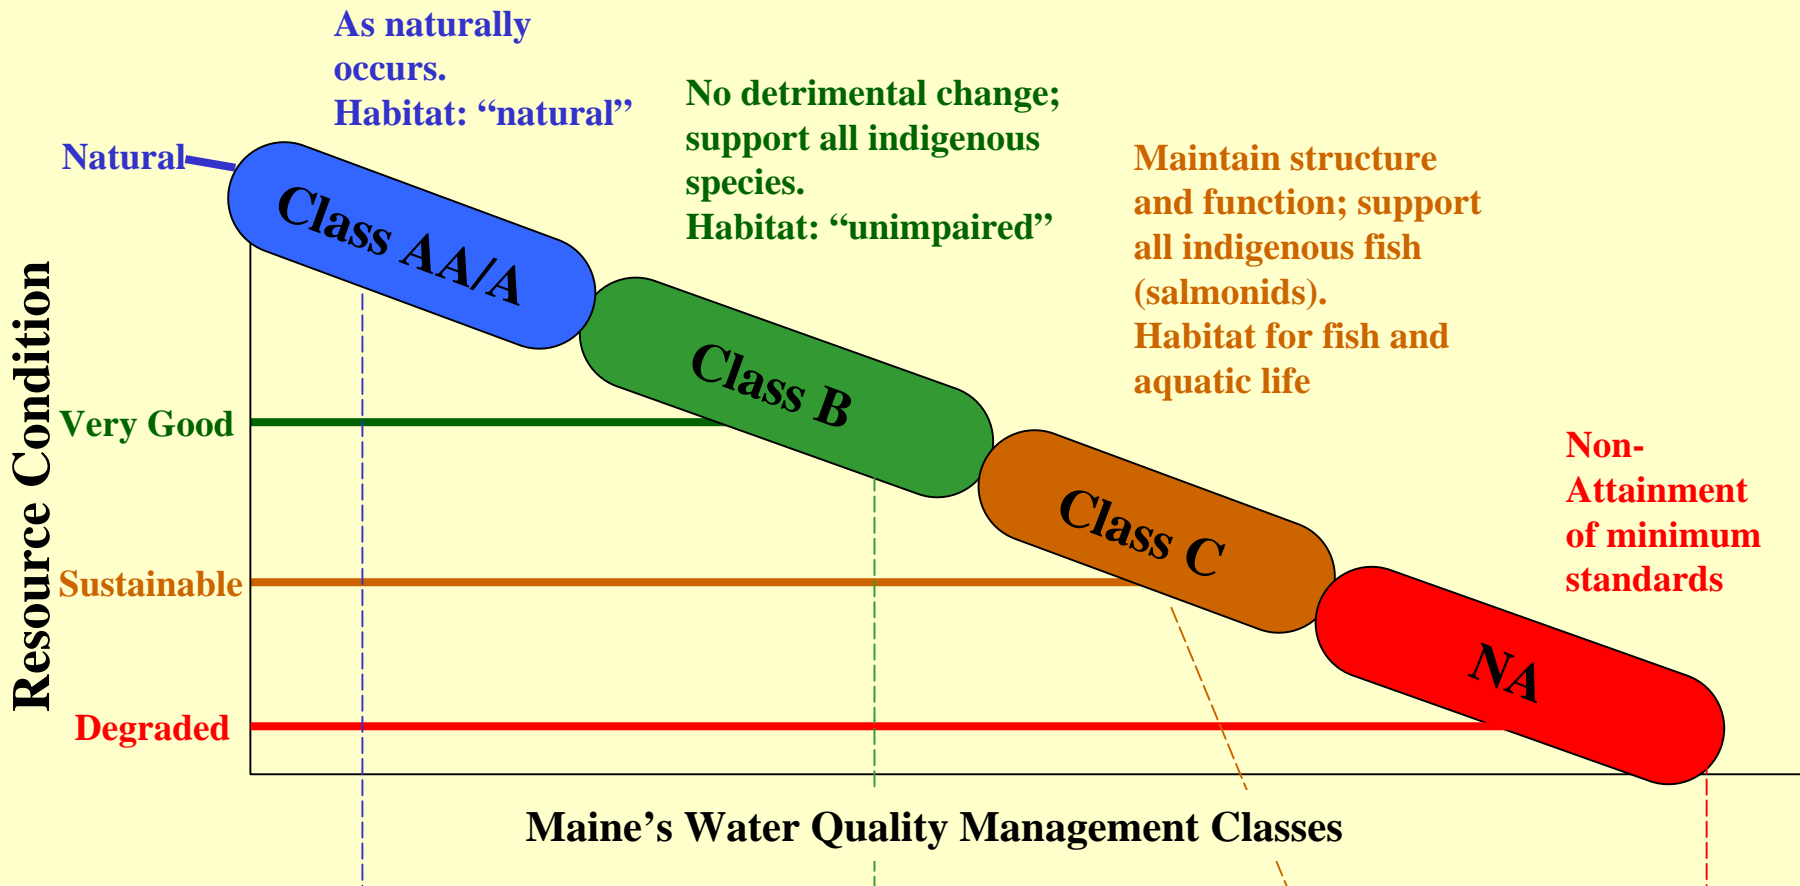 As naturally
occurs.
Habitat: “natural”
No detrimental change;
support all indigenous
species.
Habitat: “unimpaired”
Maintain structure
and function; support
all indigenous fish
(salmonids).
Habitat for fish and
aquatic life
Non-
Attainment
of minimum
standards
Natural
Very Good
Sustainable
Degraded
Resource Condition
Class AA/A
Class B
Class C
NA
Maine’s Water Quality Management Classes